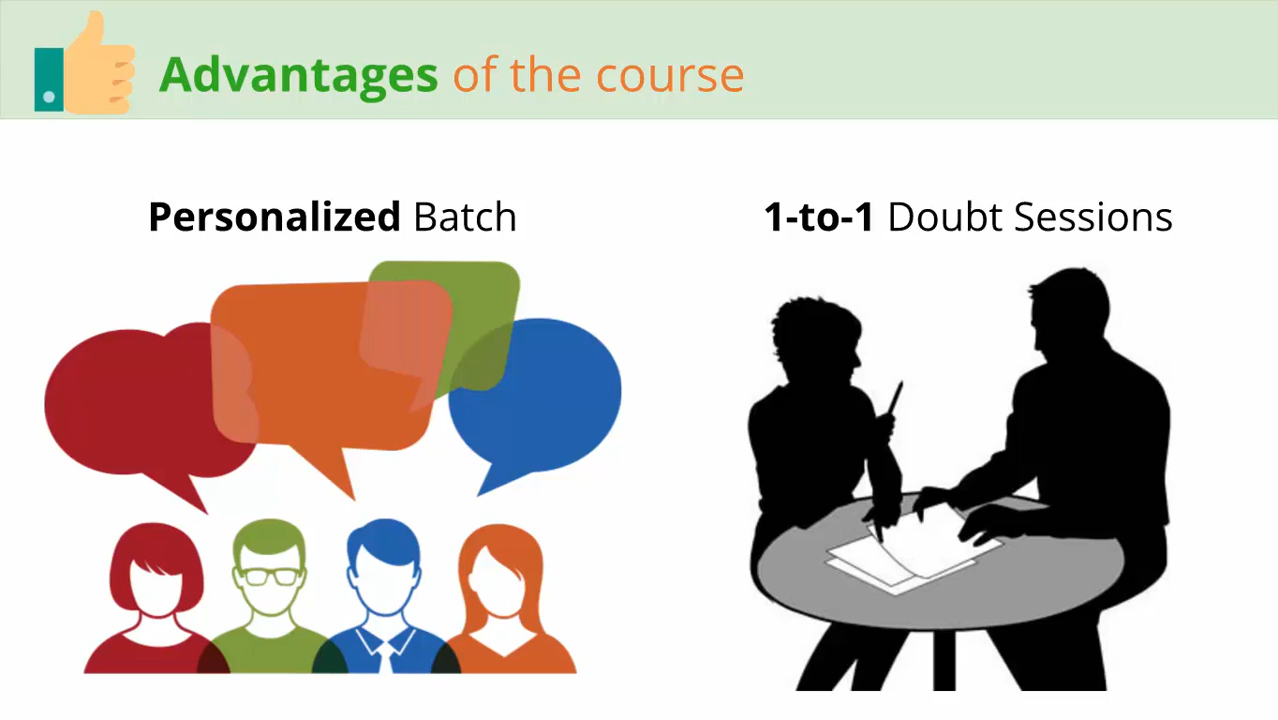 Advantages of the course
Personalized Batch
1-to-1 Doubt Sessions